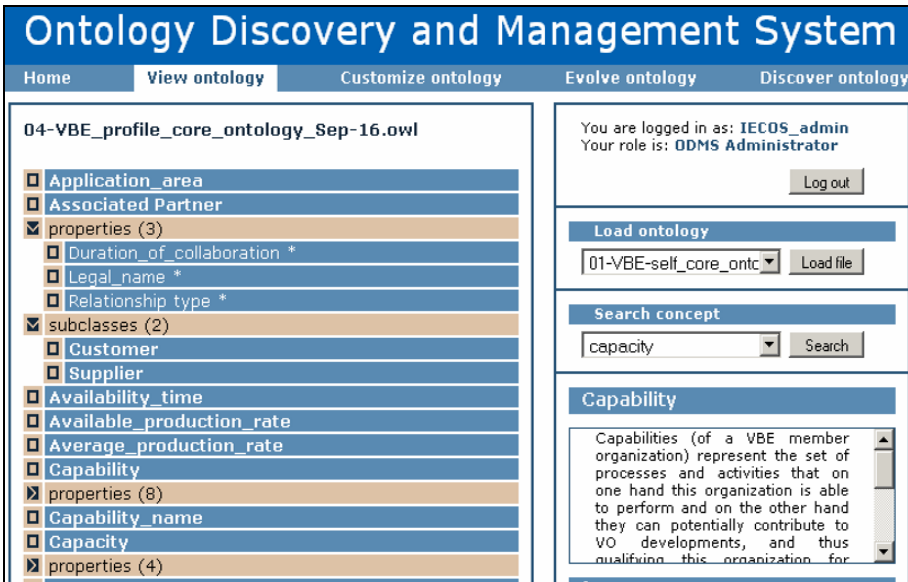 Ontology Discovery and Management System
Home View ontology Customize ontology Evolve ontology Discover ontology
04-VBE_profile_core_ontology_Sep-16.owl
Application_area
Associated Partner
properties (3)
Duration_of_collaboration *
Legal_name *
Relationship type *
subclasses (2)
Customer
Supplier
Availability_time
Available_production_rate
Average_production_rate
Capability
properties (8)
Capability_name
Capacity
properties (4)
You are logged in as: IECOS_admin
Your role is: ODMS Administrator
Log out
Load ontology
01-VBE-self_core_ontc Load file
Search concept
capacity Search
Capability
Capabilities (of a VBE member
organization) represent the set of
processes and activities that on
one hand this organization is able
to perform and on the other hand
they can potentially contribute to
VO developments, and thus
qualifying this organization for